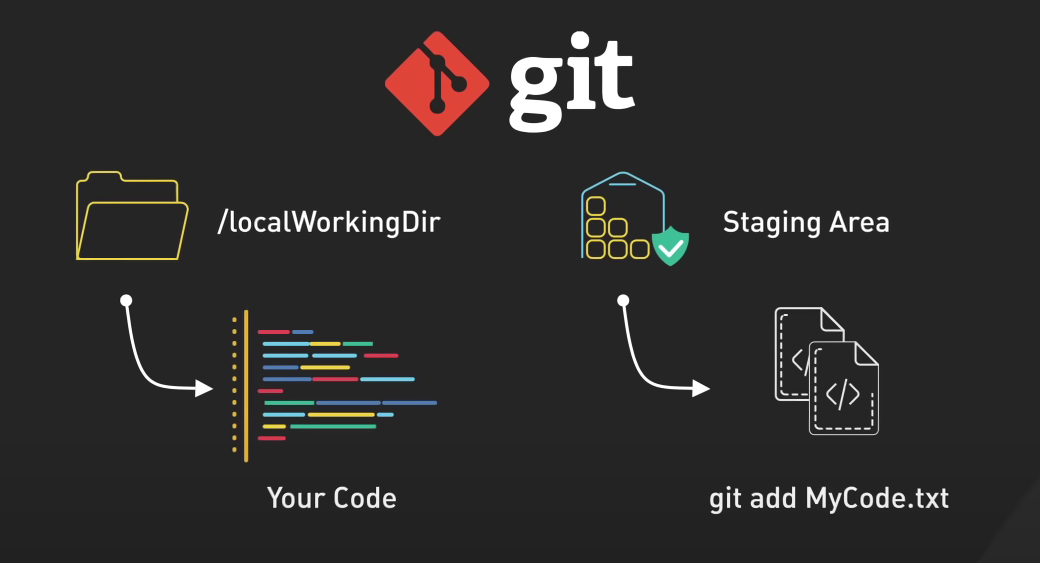 git
/localWorkingDir
Staging Area
</>
</>
Your Code
git add MyCode.txt